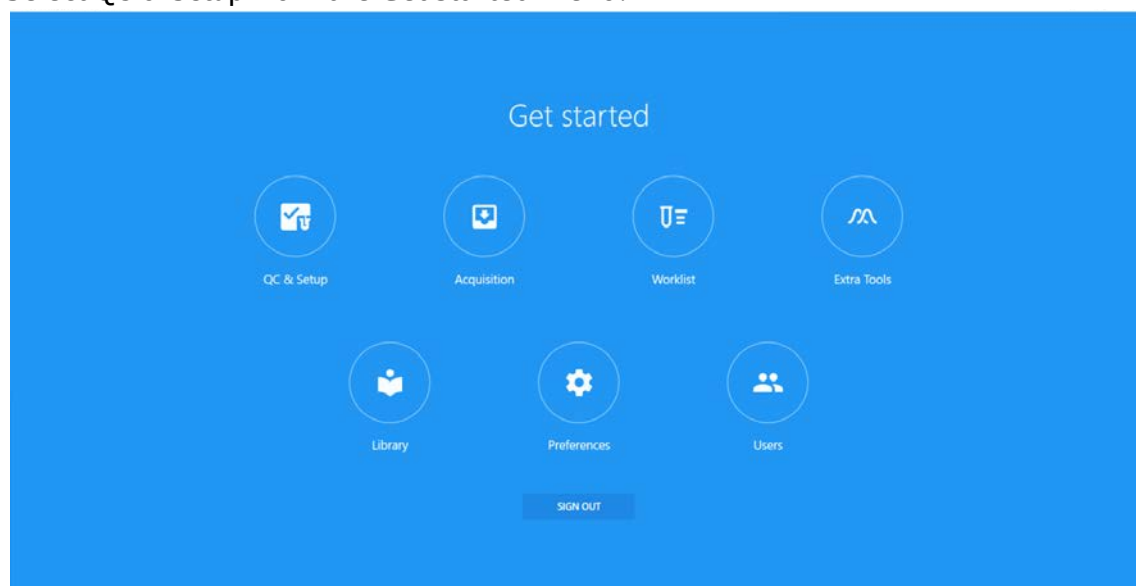 Get started
QC & Setup
Acquisition
Worklist
Extra Tools
Library
Preferences
Users
SIGN OUT